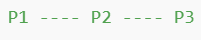 P1 ---- P2 ---- P3